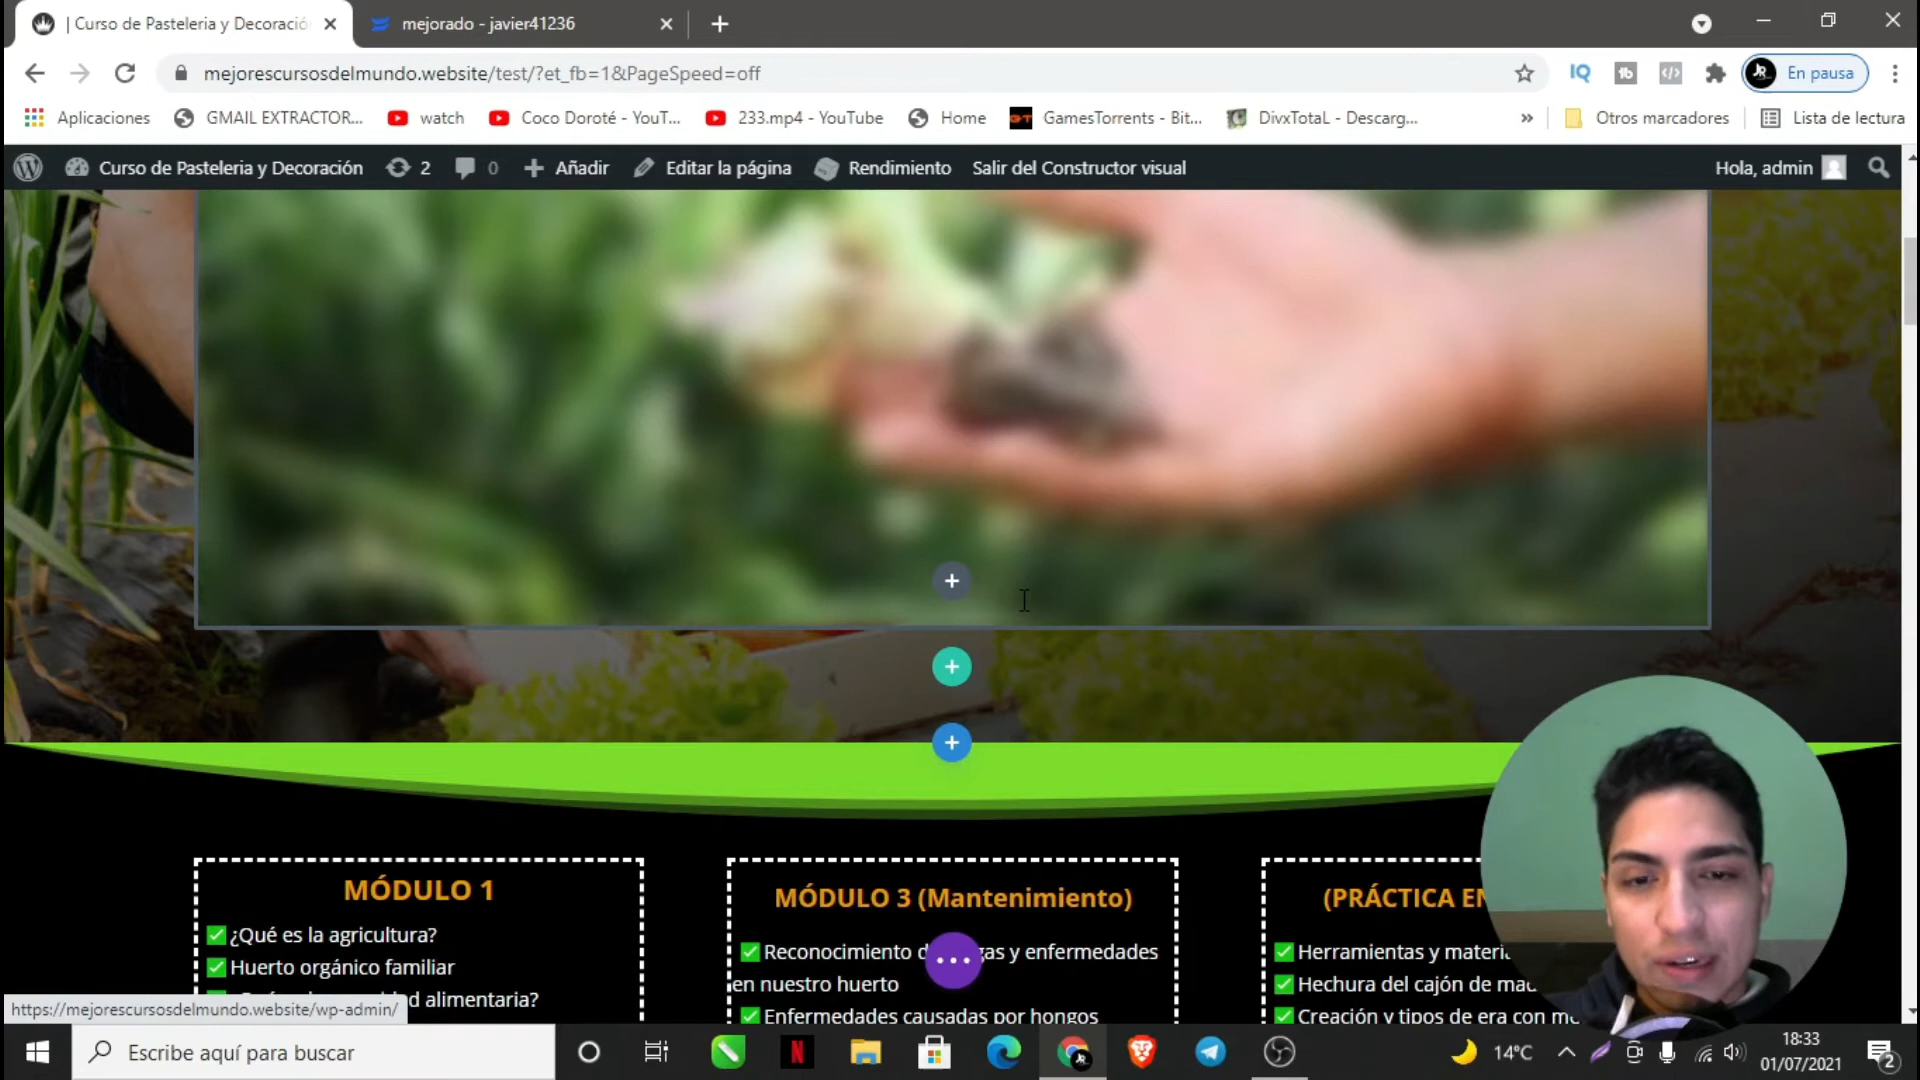 | Curso de Pasteleria y Decoració
mejorado - javier41236
mejorescursosdelmundo.website/test/?et_fb=1&PageSpeed=off
IQ
tb
JR
En pausa
Aplicaciones
GMAIL EXTRACTOR...
watch
Coco Doroté - YouT...
233.mp4 - YouTube
Home
GT
GamesTorrents - Bit...
DivxTotaL - Descarg...
»
Otros marcadores
Lista de lectura
Curso de Pasteleria y Decoración
2
0
Añadir
Editar la página
Rendimiento
Salir del Constructor visual
Hola, admin
MÓDULO 1
✅ ¿Qué es la agricultura?
✅ Huerto orgánico familiar
alimentaria?
MÓDULO 3 (Mantenimiento)
✅ Reconocimiento y enfermedades
en nuestro huerto
✅ Enfermedades causadas por hongos
(PRÁCTICA
✅ Herramientas y
✅ Hechura del cajón de
✅ Creación y tipos de era con
https://mejorescursosdelmundo.website/wp-admin/
Escribe aquí para buscar
N
14°C
18:33
01/07/2021
2